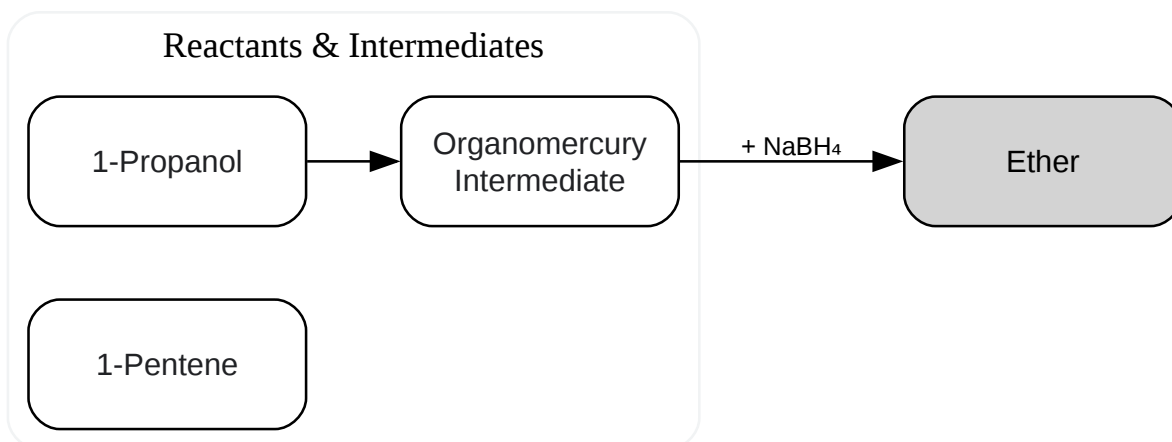 Reactants & Intermediates
1-Propanol
Organomercury
Intermediate
+ NaBH₄
Ether
1-Pentene